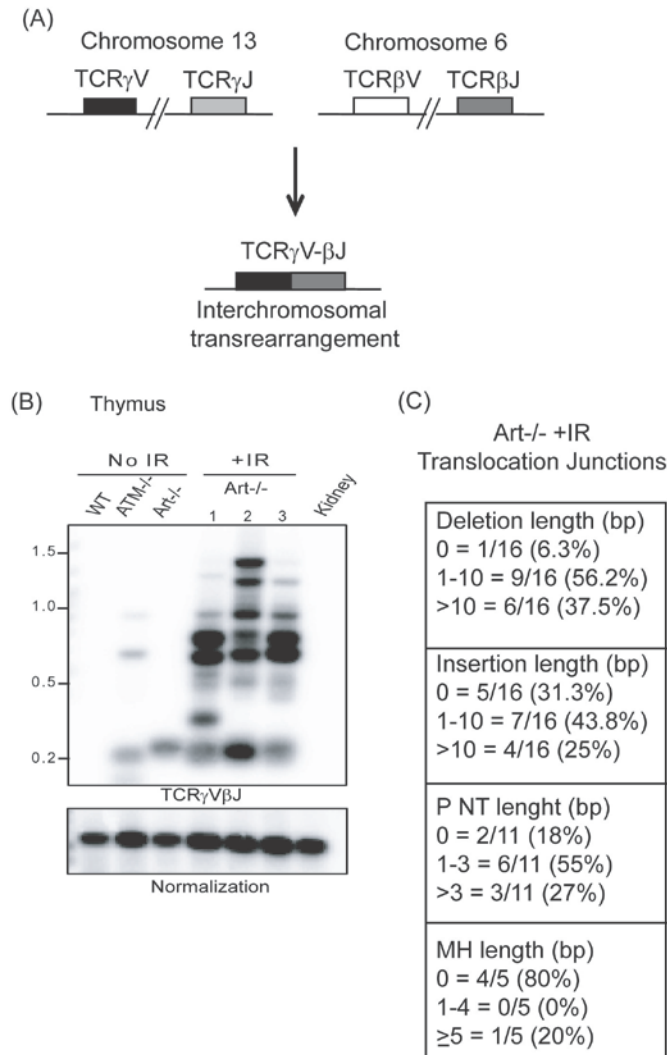 (A)
Chromosome 13
Chromosome 6
TCRγV
TCRγJ
TCRβV
TCRβJ
TCRγV-βJ
Interchromosomal
transrearrangement
(B) Thymus
No IR
+IR
WT
ATM-/-
Art-/-
Art-/-
Kidney
1 2 3
1.5
1.0
0.5
0.2
TCRγVβJ
Normalization
(C)
Art-/- +IR
Translocation Junctions
Deletion length (bp)
0 = 1/16 (6.3%)
1-10 = 9/16 (56.2%)
>10 = 6/16 (37.5%)
Insertion length (bp)
0 = 5/16 (31.3%)
1-10 = 7/16 (43.8%)
>10 = 4/16 (25%)
P NT lenght (bp)
0 = 2/11 (18%)
1-3 = 6/11 (55%)
>3 = 3/11 (27%)
MH length (bp)
0 = 4/5 (80%)
1-4 = 0/5 (0%)
≥5 = 1/5 (20%)